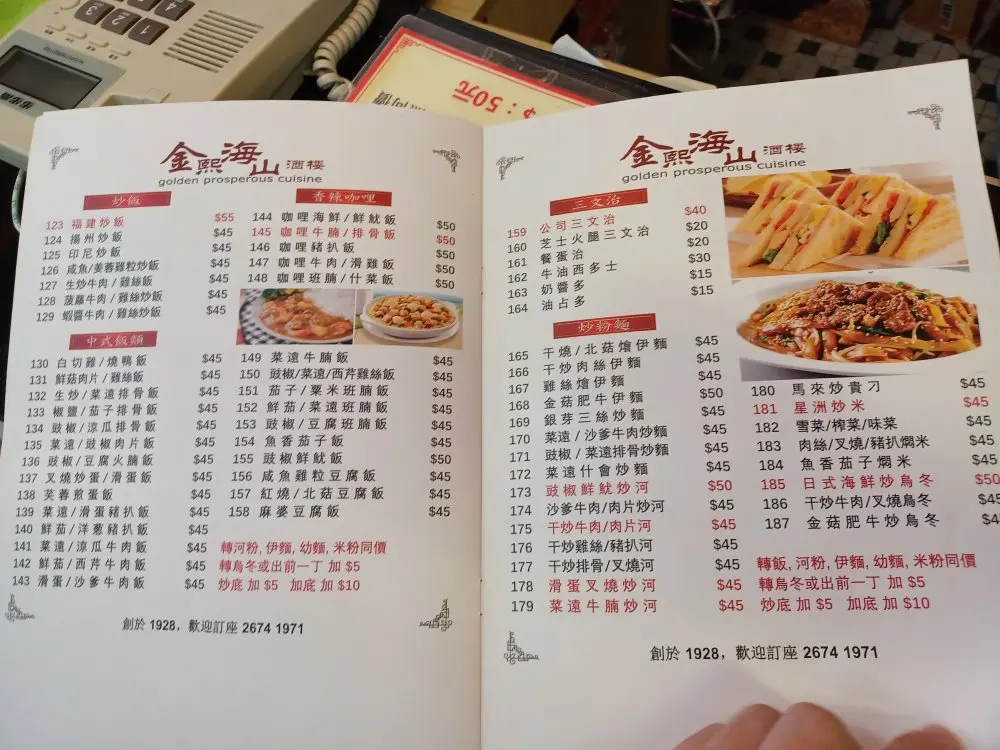 ：50元
金熙海山酒楼
golden prosperous cuisine
炒飯
123 福建炒飯 $55
124 揚州炒飯 $45
125 印尼炒飯 $45
126 咸魚/姜蓉雞粒炒飯 $45
127 生炒牛肉/雞絲飯 $45
128 菠蘿牛肉/雞絲炒飯 $45
129 蝦醬牛肉/雞絲飯 $45
中式飯類
130 白切雞/燒鴨飯 $45
131 鮮菇肉片/雞絲飯 $45
132 生炒/菜遠排骨飯 $45
133 椒鹽/茄子排骨飯 $45
134 豉椒/涼瓜排骨飯 $45
135 菜遠/豉椒肉片飯 $45
136 豉椒/豆腐火腩飯 $45
137 叉燒炒蛋/滑蛋飯 $45
138 芙蓉煎蛋飯 $45
139 菜遠/滑蛋豬扒飯 $45
140 鮮茄/洋葱豬扒飯 $45
141 菜遠/涼瓜牛肉飯 $45
142 鮮茄/西芹牛肉飯 $45
143 滑蛋/沙爹牛肉飯 $45
香辣咖哩
144 咖哩海鮮/鮮魷飯 $50
145 咖哩牛腩/排骨飯 $50
146 咖哩豬扒飯 $50
147 咖哩牛肉/滑雞飯 $50
148 咖哩班腩/什菜飯 $50
149 菜遠牛腩飯 $45
150 豉椒/菜遠/西芹雞絲飯 $45
151 茄子/粟米班腩飯 $45
152 鮮茄/菜遠班腩飯 $45
153 豉椒/豆腐班腩飯 $45
154 魚香茄子飯 $45
155 豉椒鮮魷飯 $50
156 咸魚雞粒豆腐飯 $45
157 紅燒/北菇豆腐飯 $45
158 麻婆豆腐飯 $45
轉河粉, 伊麵, 幼麵, 米粉同價
轉烏冬或出前一丁 加 $5
炒底 加 $5 加底 加 $10
創於 1928，歡迎訂座 2674 1971
金熙海山酒楼
golden prosperous cuisine
三文治
159 公司三文治 $40
160 芝士火腿三文治 $20
161 餐蛋治 $20
162 牛油西多士 $30
163 奶醬多 $15
164 油占多 $15
炒粉麵
165 干燒/北菇燴伊麵 $45
166 干炒肉絲伊麵 $45
167 雞絲燴伊麵 $45
168 金菇肥牛伊麵 $50
169 銀芽三絲炒麵 $45
170 菜遠/沙爹牛肉炒麵 $45
171 豉椒/菜遠排骨炒麵 $45
172 菜遠什會炒麵 $45
173 豉椒鮮魷炒河 $50
174 沙爹牛肉/肉片炒河 $45
175 干炒牛肉/肉片河 $45
176 干炒雞絲/豬扒河 $45
177 干炒排骨/叉燒河 $45
178 滑蛋叉燒炒河 $45
179 菜遠牛腩炒河 $45
180 馬來炒貴刁 $45
181 星洲炒米 $45
182 雪菜/榨菜/味菜 $45
183 肉絲/叉燒/豬扒燜米 $45
184 魚香茄子燜米 $45
185 日式海鮮炒烏冬 $50
186 干炒牛肉/叉燒烏冬 $45
187 金菇肥牛炒烏冬 $45
轉飯, 河粉, 伊麵, 幼麵, 米粉同價
轉烏冬或出前一丁 加 $5
炒底 加 $5 加底 加 $10
創於 1928，歡迎訂座 2674 1971